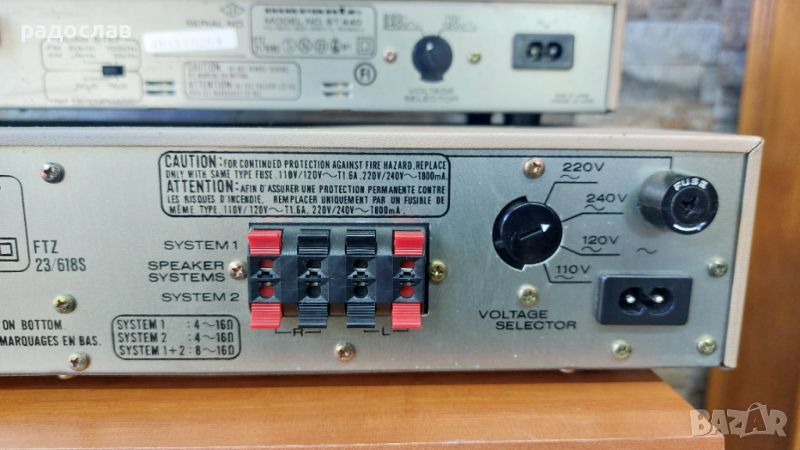 радослав
SERIAL NO.
marantz
MODEL NO. ST 440
CAUTION:
VOLTAGE
SELECTOR
CAUTION: FOR CONTINUED PROTECTION AGAINST FIRE HAZARD, REPLACE
ONLY WITH SAME TYPE FUSE. 110V/120V~T1.6A. 220V/240V~T800mA.
ATTENTION: AFIN D'ASSURER UNE PROTECTION PERMANENTE CONTRE
LES RISQUES D'INCENDIE, REMPLACER UNIQUEMENT PAR UN FUSIBLE DE
MÊME TYPE. 110V/120V~T1.6A, 220V/240V~T800mA.
220V
240V
120V
110V
FUSE
FTZ
23/618S
SYSTEM 1
SPEAKER
SYSTEMS
SYSTEM 2
R
L
VOLTAGE
SELECTOR
ON BOTTOM.
MARQUAGES EN BAS.
SYSTEM 1 : 4~16Ω
SYSTEM 2 : 4~16Ω
SYSTEM 1+2 : 8~16Ω
BAZAR